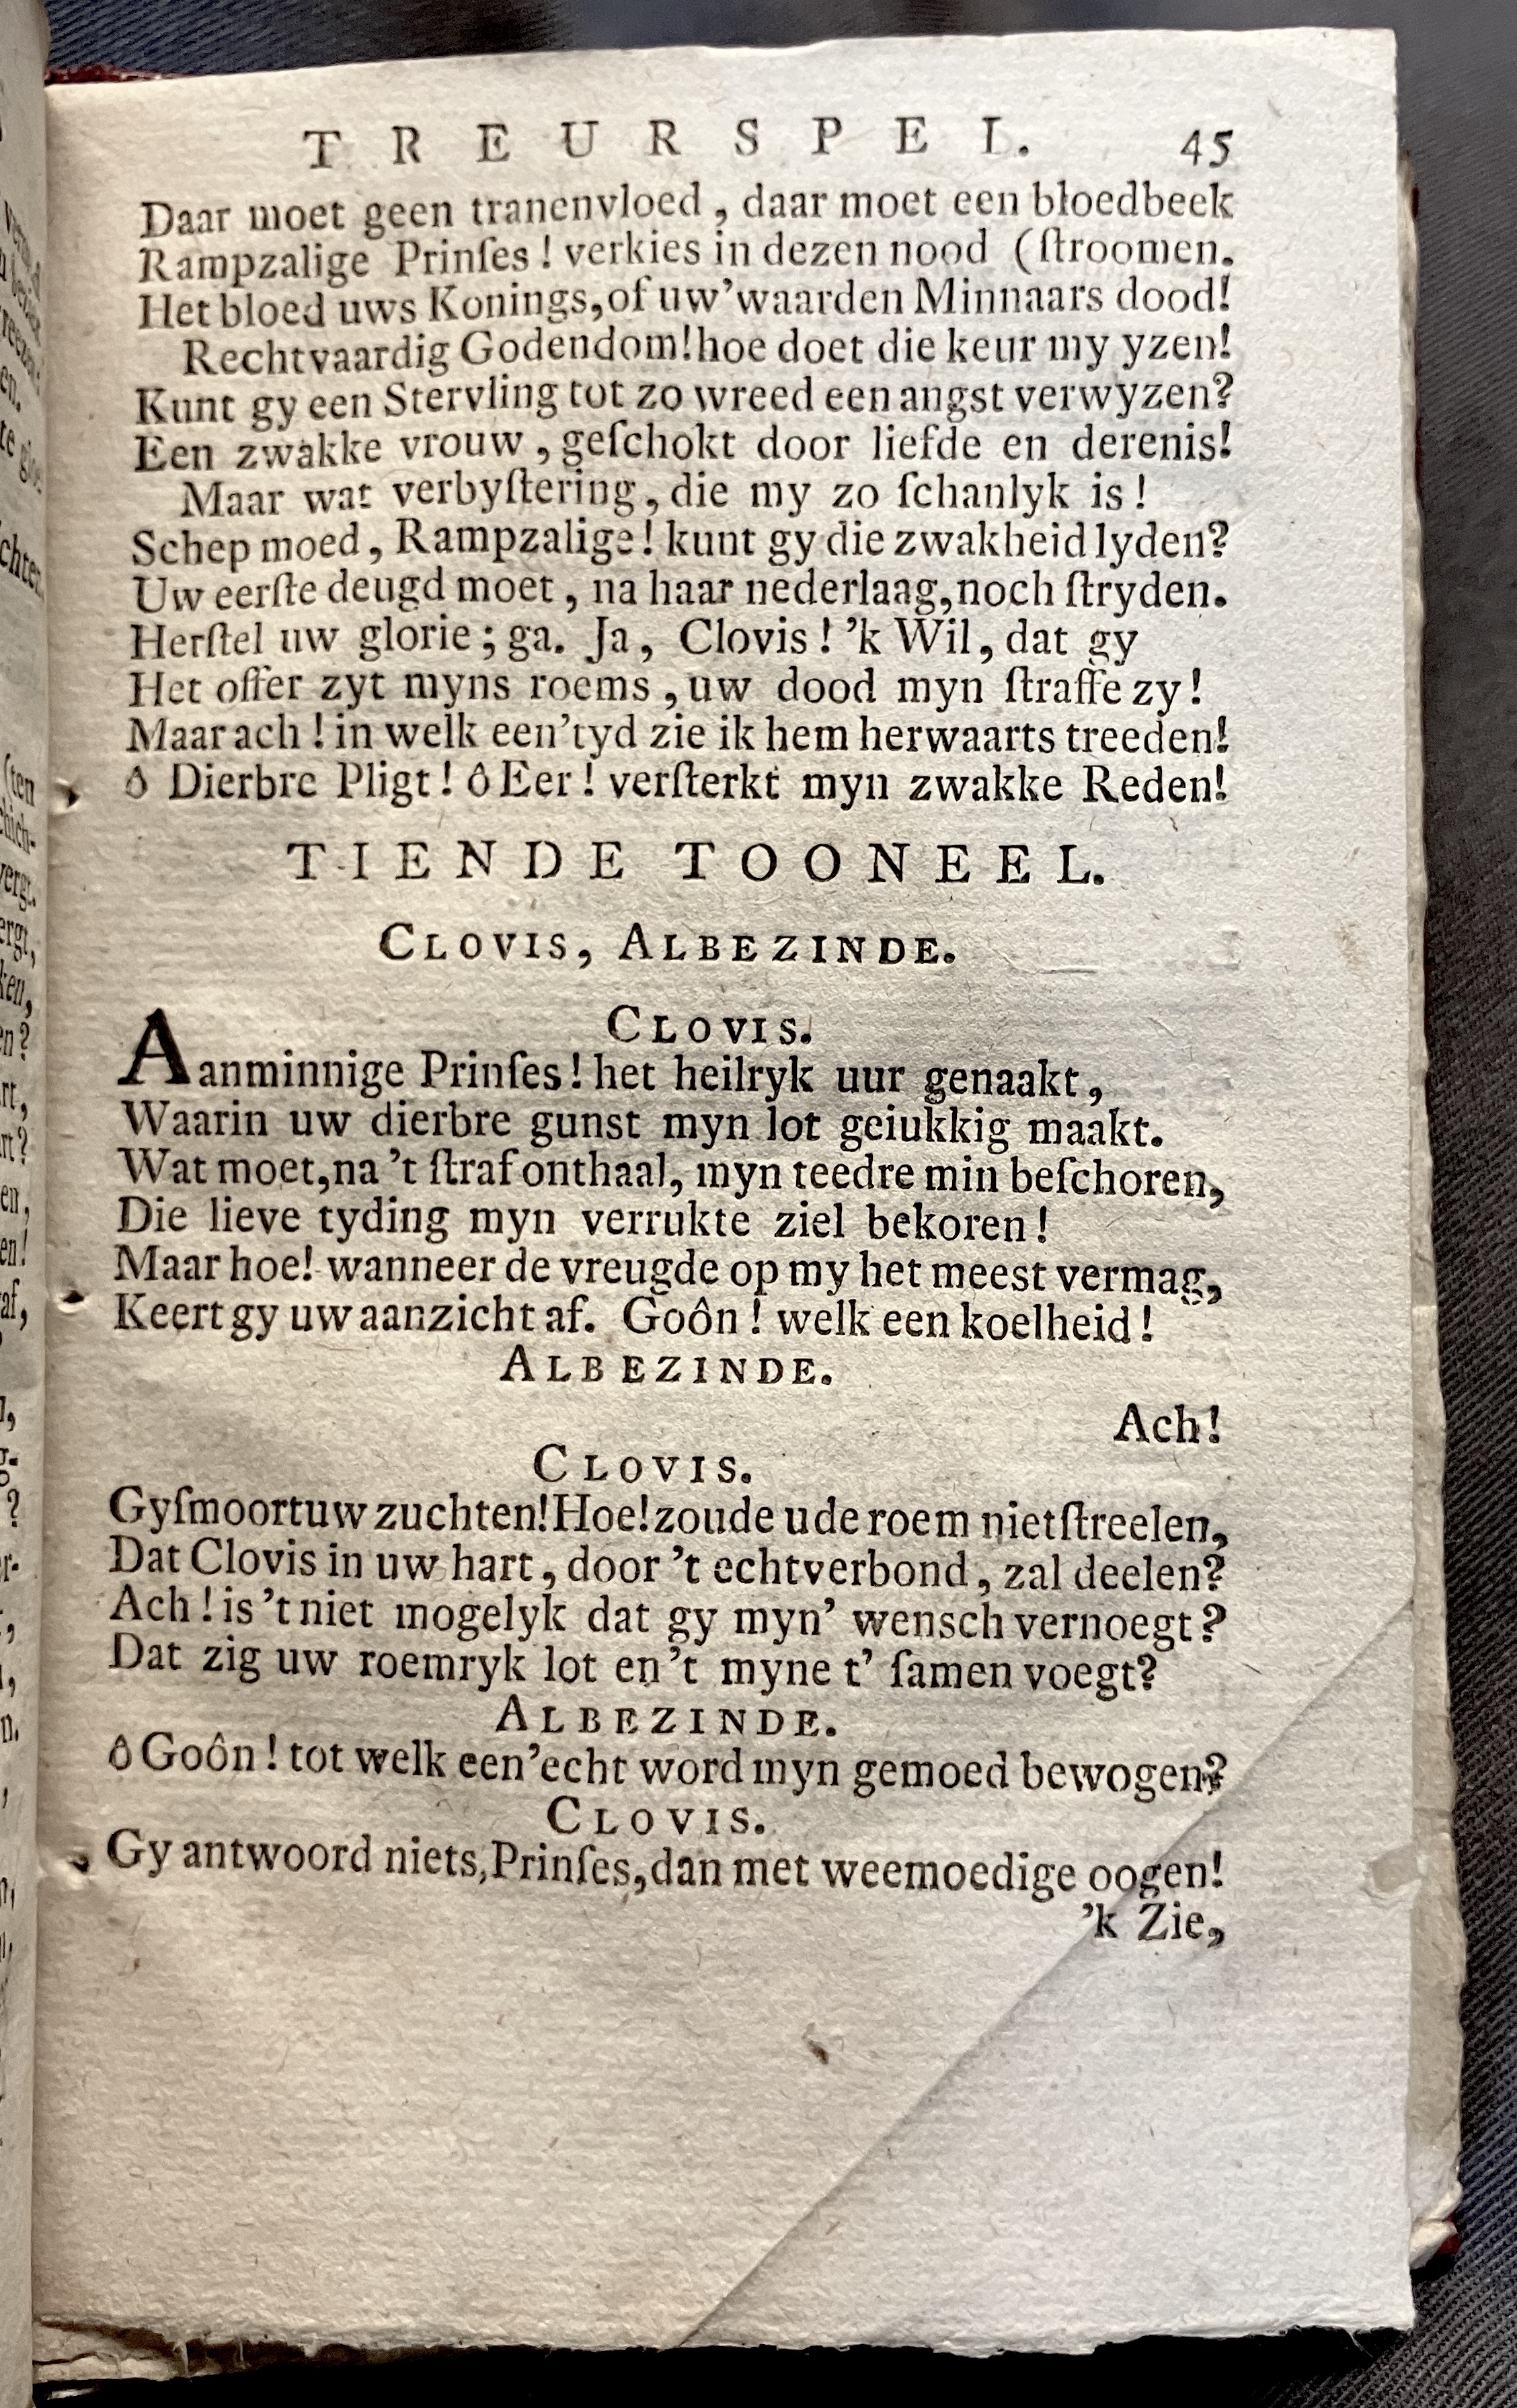 TREURSPEL. 45
Daar moet geen tranenvloed, daar moet een bloedbeek
Rampzalige Prinſes! verkies in dezen nood (ſtroomen.
Het bloed uws Konings, of uw' waarden Minnaars dood!
Rechtvaardig Godendom! hoe doet die keur my yzen!
Kunt gy een Stervling tot zo wreed een angst verwyzen?
Een zwakke vrouw, geſchokt door liefde en derenis!
Maar wat verbyſtering, die my zo ſchanlyk is!
Schep moed, Rampzalige! kunt gy die zwakheid lyden?
Uw eerſte deugd moet, na haar nederlaag, noch ſtryden.
Herſtel uw glorie; ga. Ja, Clovis! 'k Wil, dat gy
Het offer zyt myns roems, uw dood myn ſtraffe zy!
Maar ach! in welk een' tyd zie ik hem herwaarts treeden!
ô Dierbre Pligt! ô Eer! verſterkt myn zwakke Reden!
TIENDE TOONEEL.
CLOVIS, ALBEZINDE.
CLOVIS.
Aanminnige Prinſes! het heilryk uur genaakt,
Waarin uw dierbre gunst myn lot geiukkig maakt.
Wat moet, na 't ſtraf onthaal, myn teedre min beſchoren,
Die lieve tyding myn verrukte ziel bekoren!
Maar hoe! wanneer de vreugde op my het meest vermag,
Keert gy uw aanzicht af. Goôn! welk een koelheid!
ALBEZINDE.
Ach!
CLOVIS.
Gy ſmoort uw zuchten! Hoe! zoude u de roem niet ſtreelen,
Dat Clovis in uw hart, door 't echtverbond, zal deelen?
Ach! is 't niet mogelyk dat gy myn' wensch vernoegt?
Dat zig uw roemryk lot en 't myne t' ſamen voegt?
ALBEZINDE.
ô Goôn! tot welk een' echt word myn gemoed bewogen?
CLOVIS.
Gy antwoord niets, Prinſes, dan met weemoedige oogen!
'k Zie,